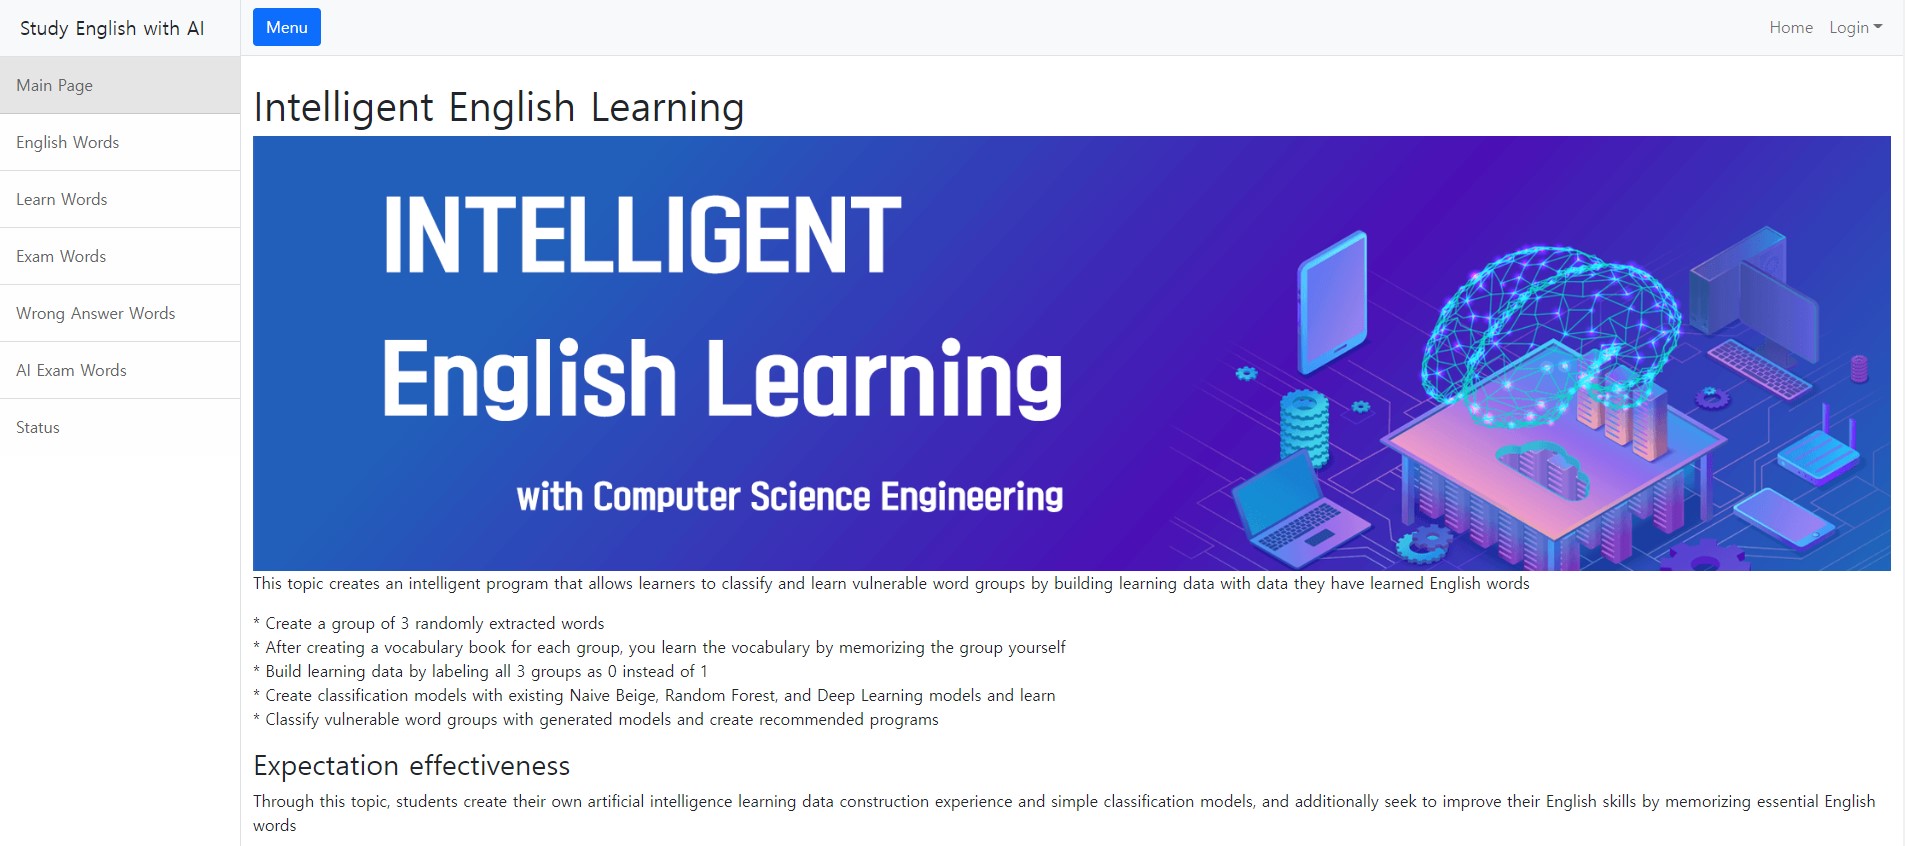 Study English with AI
Menu
Home
Login
Main Page
English Words
Learn Words
Exam Words
Wrong Answer Words
AI Exam Words
Status
Intelligent English Learning
INTELLIGENT
English Learning
with Computer Science Engineering
This topic creates an intelligent program that allows learners to classify and learn vulnerable word groups by building learning data with data they have learned English words
* Create a group of 3 randomly extracted words
* After creating a vocabulary book for each group, you learn the vocabulary by memorizing the group yourself
* Build learning data by labeling all 3 groups as 0 instead of 1
* Create classification models with existing Naive Beige, Random Forest, and Deep Learning models and learn
* Classify vulnerable word groups with generated models and create recommended programs
Expectation effectiveness
Through this topic, students create their own artificial intelligence learning data construction experience and simple classification models, and additionally seek to improve their English skills by memorizing essential English
words